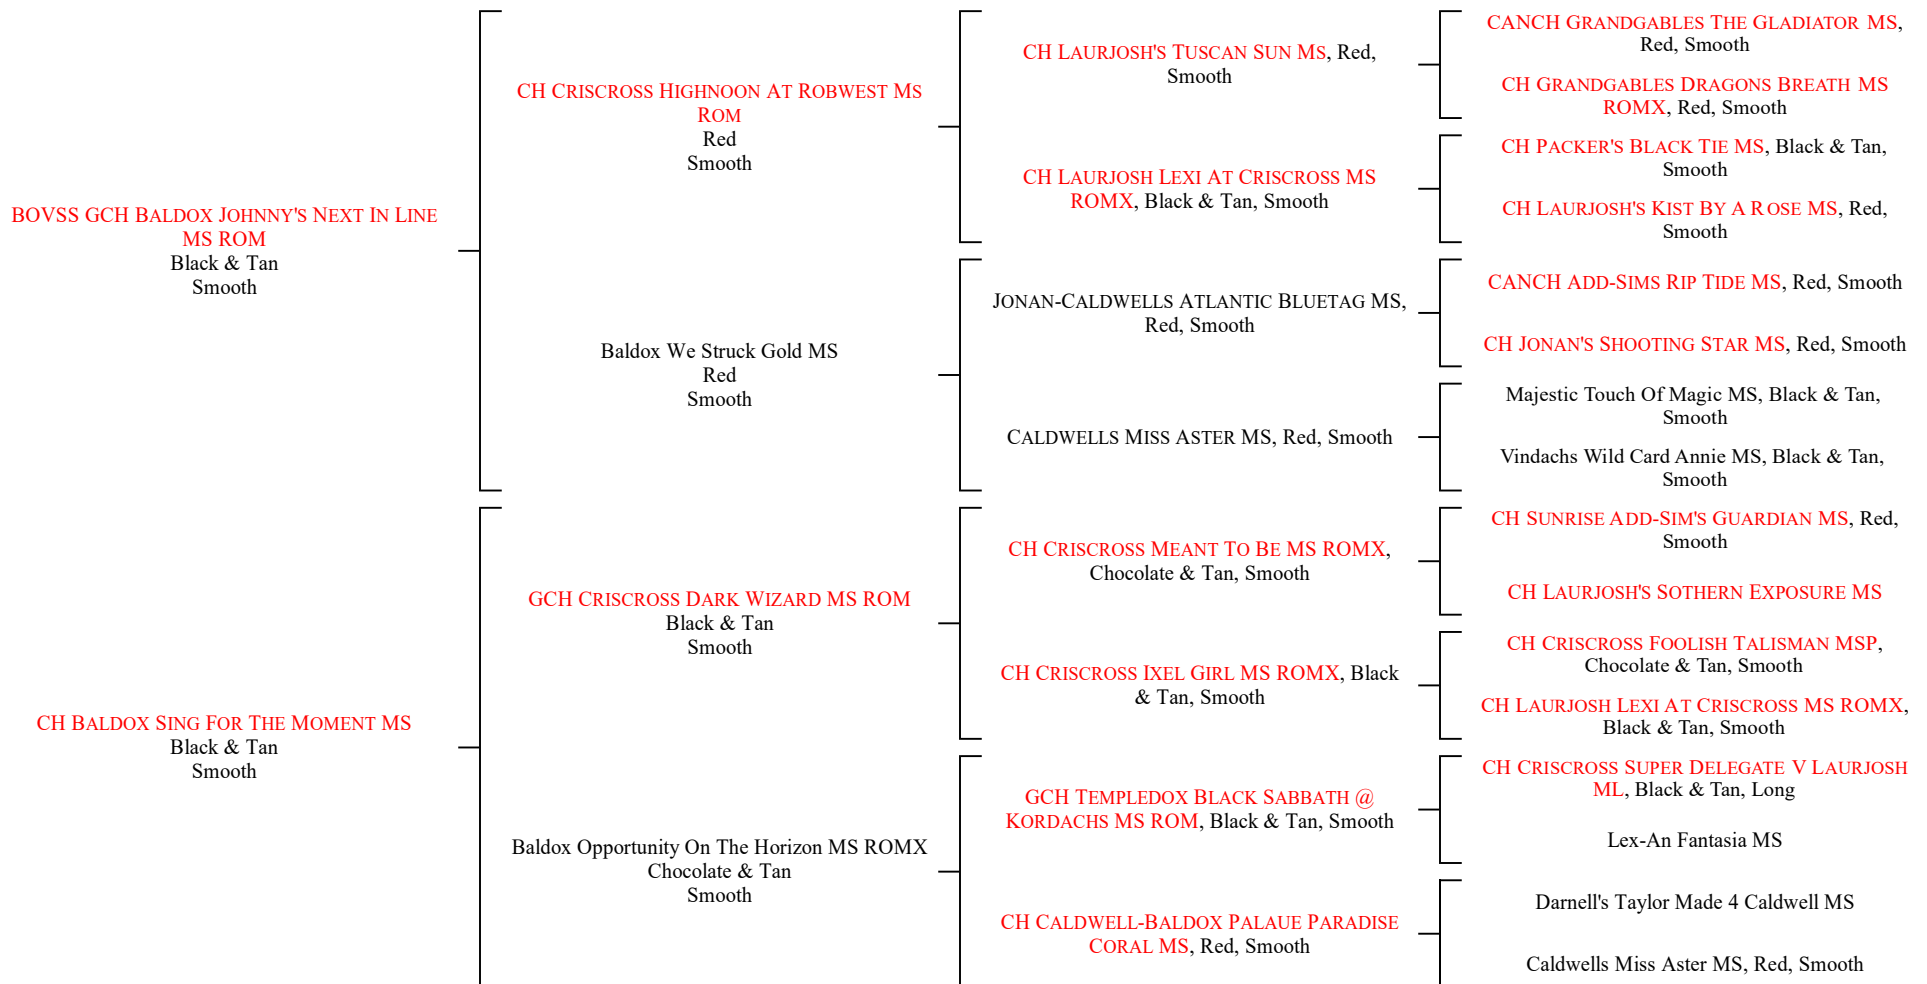 BOVSS GCH BALDOX JOHNNY'S NEXT IN LINE
MS ROM
Black & Tan
Smooth
CH BALDOX SING FOR THE MOMENT MS
Black & Tan
Smooth
CH CRISCROSS HIGHNOON AT ROBWEST MS
ROM
Red
Smooth
Baldox We Struck Gold MS
Red
Smooth
GCH CRISCROSS DARK WIZARD MS ROM
Black & Tan
Smooth
Baldox Opportunity On The Horizon MS ROMX
Chocolate & Tan
Smooth
CH LAURJOSH'S TUSCAN SUN MS, Red,
Smooth
CH LAURJOSH LEXI AT CRISCROSS MS
ROMX, Black & Tan, Smooth
JONAN-CALDWELLS ATLANTIC BLUETAG MS,
Red, Smooth
CALDWELLS MISS ASTER MS, Red, Smooth
CH CRISCROSS MEANT TO BE MS ROMX,
Chocolate & Tan, Smooth
CH CRISCROSS IXEL GIRL MS ROMX, Black
& Tan, Smooth
GCH TEMPLEDOX BLACK SABBATH @
KORDACHS MS ROM, Black & Tan, Smooth
CH CALDWELL-BALDOX PALAUE PARADISE
CORAL MS, Red, Smooth
CANCH GRANDGABLES THE GLADIATOR MS,
Red, Smooth
CH GRANDGABLES DRAGONS BREATH MS
ROMX, Red, Smooth
CH PACKER'S BLACK TIE MS, Black & Tan,
Smooth
CH LAURJOSH'S KIST BY A ROSE MS, Red,
Smooth
CANCH ADD-SIMS RIP TIDE MS, Red, Smooth
CH JONAN'S SHOOTING STAR MS, Red, Smooth
Majestic Touch Of Magic MS, Black & Tan,
Smooth
Vindachs Wild Card Annie MS, Black & Tan,
Smooth
CH SUNRISE ADD-SIM'S GUARDIAN MS, Red,
Smooth
CH LAURJOSH'S SOTHERN EXPOSURE MS
CH CRISCROSS FOOLISH TALISMAN MSP,
Chocolate & Tan, Smooth
CH LAURJOSH LEXI AT CRISCROSS MS ROMX,
Black & Tan, Smooth
CH CRISCROSS SUPER DELEGATE V LAURJOSH
ML, Black & Tan, Long
Lex-An Fantasia MS
Darnell's Taylor Made 4 Caldwell MS
Caldwells Miss Aster MS, Red, Smooth